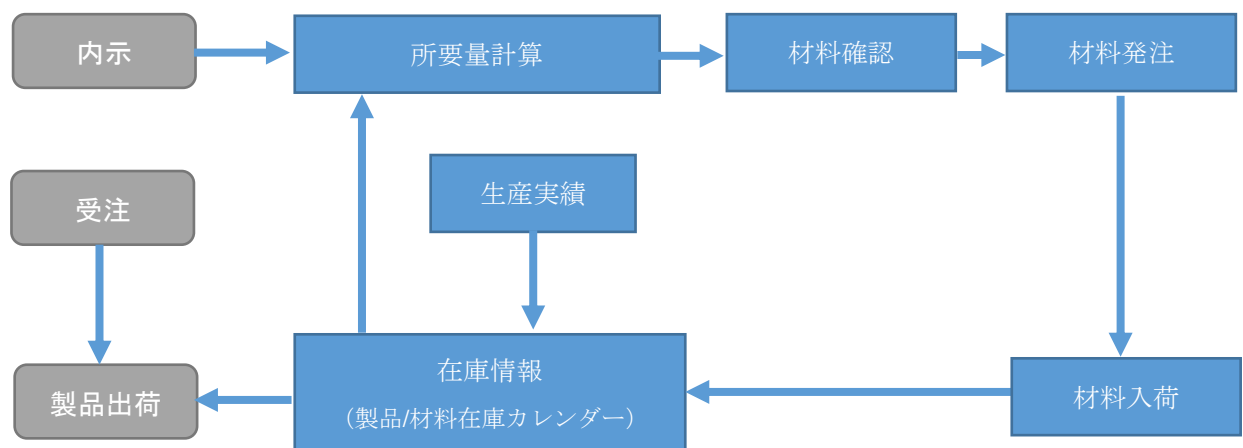 内示
所要量計算
材料確認
材料発注
受注
生産実績
製品出荷
在庫情報
（製品/材料在庫カレンダー）
材料入荷